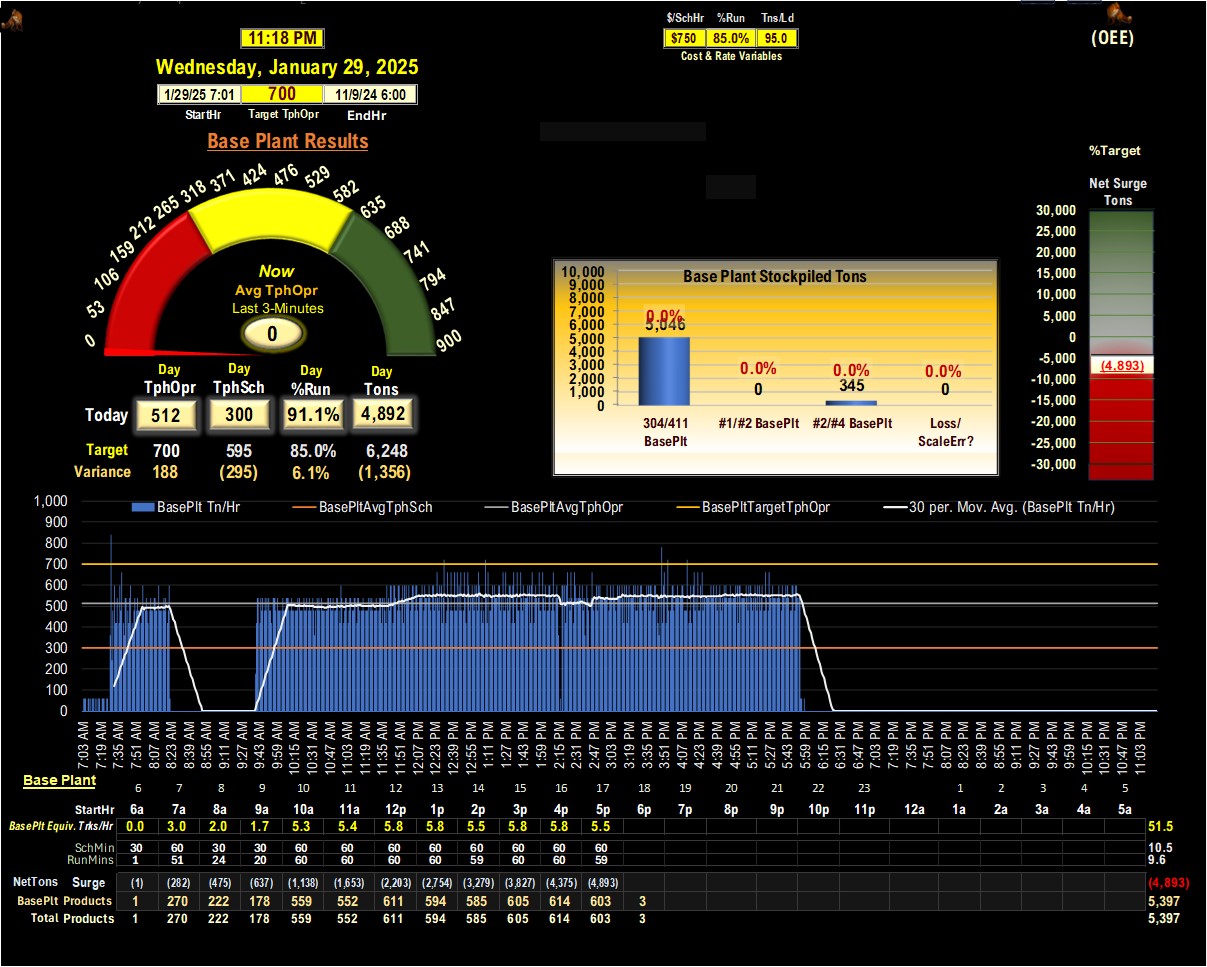 $/SchHr %Run Tns/Ld
$750 85.0% 95.0
Cost & Rate Variables
(OEE)
11:18 PM
Wednesday, January 29, 2025
1/29/25 7:01 700 11/9/24 6:00
StartHr Target TphOpr EndHr
Base Plant Results
0 53 106 159 212 265 318 371 424 476 529 582 635 688 741 794 847 900
Now
Avg TphOpr
Last 3-Minutes
0
Day Day Day Day
TphOpr TphSch %Run Tons
Today 512 300 91.1% 4,892
Target 700 595 85.0% 6,248
Variance 188 (295) 6.1% (1,356)
Base Plant Stockpiled Tons
10,000
9,000
8,000
7,000
6,000
5,000
4,000
3,000
2,000
1,000
0
0.0% 0.0% 0.0% 0.0%
5,046 0 345 0
304/411 BasePlt
#1/#2 BasePlt
#2/#4 BasePlt
Loss/ ScaleErr?
%Target
Net Surge
Tons
30,000
25,000
20,000
15,000
10,000
5,000
0
-5,000
-10,000
-15,000
-20,000
-25,000
-30,000
(4,893)
BasePlt Tn/Hr BasePltAvgTphSch BasePltAvgTphOpr BasePltTargetTphOpr 30 per. Mov. Avg. (BasePlt Tn/Hr)
1,000
900
800
700
600
500
400
300
200
100
0
7:03 AM 7:19 AM 7:35 AM 7:51 AM 8:07 AM 8:23 AM 8:39 AM 8:55 AM 9:11 AM 9:27 AM 9:43 AM 9:59 AM 10:15 AM 10:31 AM 10:47 AM 11:03 AM 11:19 AM 11:35 AM 11:51 AM 12:07 PM 12:23 PM 12:39 PM 12:55 PM 1:11 PM 1:27 PM 1:43 PM 1:59 PM 2:15 PM 2:31 PM 2:47 PM 3:03 PM 3:19 PM 3:35 PM 3:51 PM 4:07 PM 4:23 PM 4:39 PM 4:55 PM 5:11 PM 5:27 PM 5:43 PM 5:59 PM 6:15 PM 6:31 PM 6:47 PM 7:03 PM 7:19 PM 7:35 PM 7:51 PM 8:07 PM 8:23 PM 8:39 PM 8:55 PM 9:11 PM 9:27 PM 9:43 PM 9:59 PM 10:15 PM 10:31 PM 10:47 PM 11:03 PM
Base Plant
6 7 8 9 10 11 12 13 14 15 16 17 18 19 20 21 22 23 1 2 3 4 5
StartHr 6a 7a 8a 9a 10a 11a 12p 1p 2p 3p 4p 5p 6p 7p 8p 9p 10p 11p 12a 1a 2a 3a 4a 5a
BasePlt Equiv. Trks/Hr 0.0 3.0 2.0 1.7 5.3 5.4 5.8 5.8 5.5 5.8 5.8 5.5 51.5
SchMin 30 60 30 30 60 60 60 60 60 60 60 60 10.5
RunMins 1 51 24 20 60 60 60 60 59 60 60 59 9.6
NetTons Surge (1) (282) (475) (637) (1,138) (1,653) (2,203) (2,754) (3,279) (3,827) (4,375) (4,893) (4,893)
BasePlt Products 1 270 222 178 559 552 611 594 585 605 614 603 3 5,397
Total Products 1 270 222 178 559 552 611 594 585 605 614 603 3 5,397